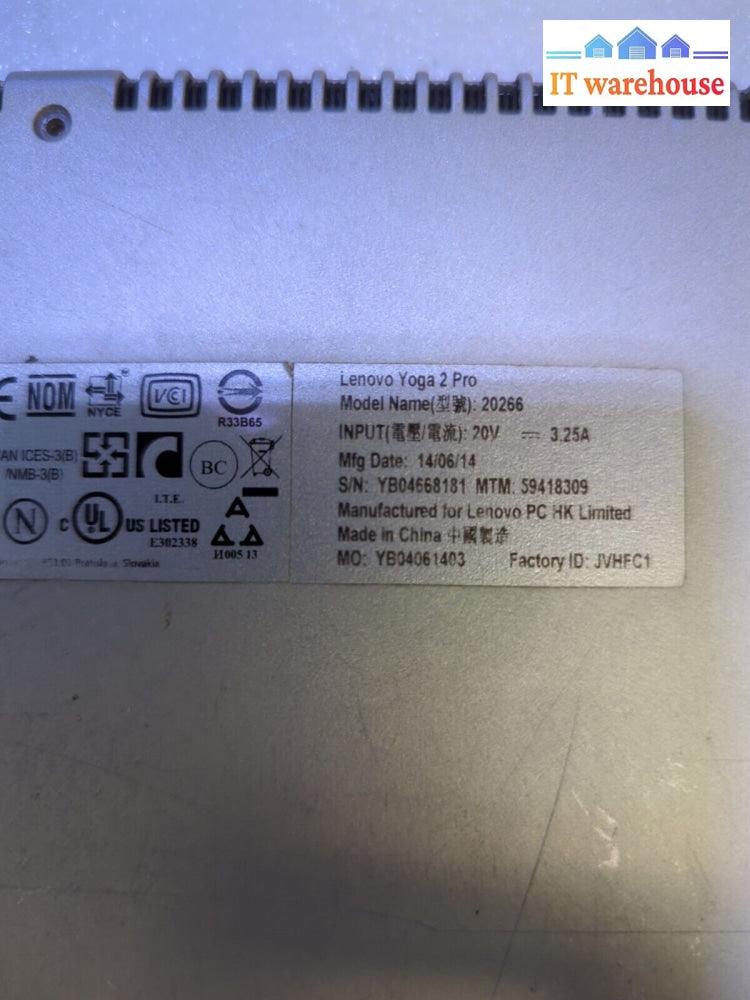 IT warehouse
NOM
NYCE
VCI
R33B65
AN ICES-3(B)
/NMB-3(B)
BC
I.T.E.
N
C UL US LISTED
E302338
И005 13
Slovakia
Lenovo Yoga 2 Pro
Model Name(型號): 20266
INPUT(電壓/電流): 20V ⎓ 3.25A
Mfg Date: 14/06/14
S/N: YB04668181 MTM: 59418309
Manufactured for Lenovo PC HK Limited
Made in China 中國製造
MO: YB04061403 Factory ID: JVHFC1